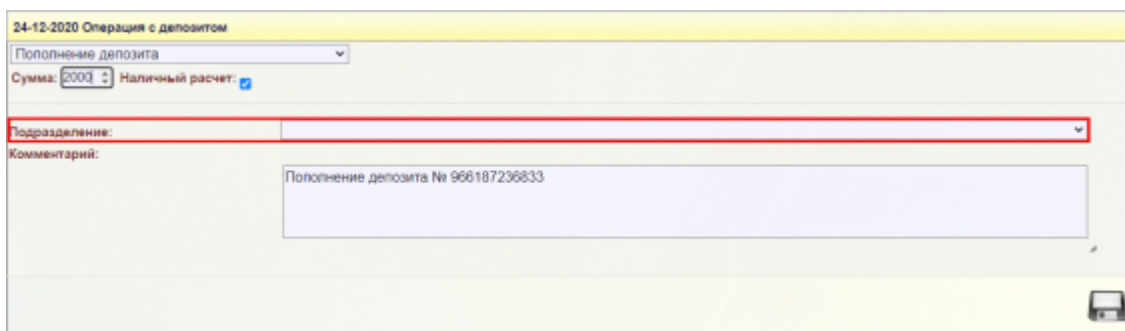 24-12-2020 Операция с депозитом
Пополнение депозита
Сумма: 2000 Наличный расчет:
Подразделение:
Комментарий:
Пополнение депозита № 966187236833